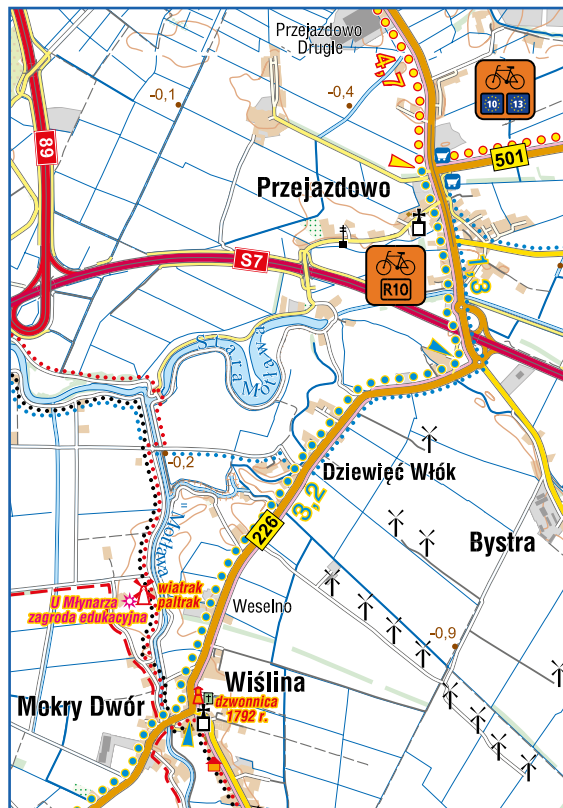 Przejazdowo
Drugle
4,7
-0,1
-0,4
10 13
89
501
Przejazdowo
S7
R10
1,3
Stara Motława
-0,2
Dziewięć Włók
3,2
226
Bystra
Motława
U Młynarza
zagroda edukacyjna
wiatrak
paltrak
Weselno
-0,9
Wiślina
Mokry Dwór
dzwonnica
1792 r.